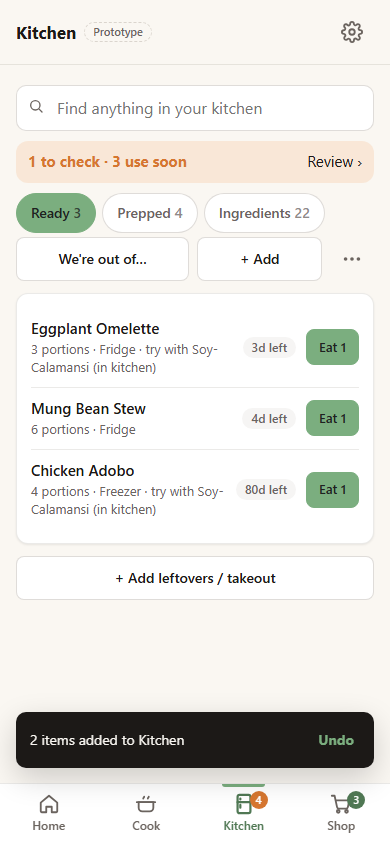 Kitchen
Prototype
Find anything in your kitchen
1 to check · 3 use soon
Review ›
Ready 3
Prepped 4
Ingredients 22
We're out of...
+ Add
Eggplant Omelette
3 portions · Fridge · try with Soy-
Calamansi (in kitchen)
3d left
Eat 1
Mung Bean Stew
6 portions · Fridge
4d left
Eat 1
Chicken Adobo
4 portions · Freezer · try with Soy-
Calamansi (in kitchen)
80d left
Eat 1
+ Add leftovers / takeout
2 items added to Kitchen
Undo
Home
Cook
4
Kitchen
3
Shop